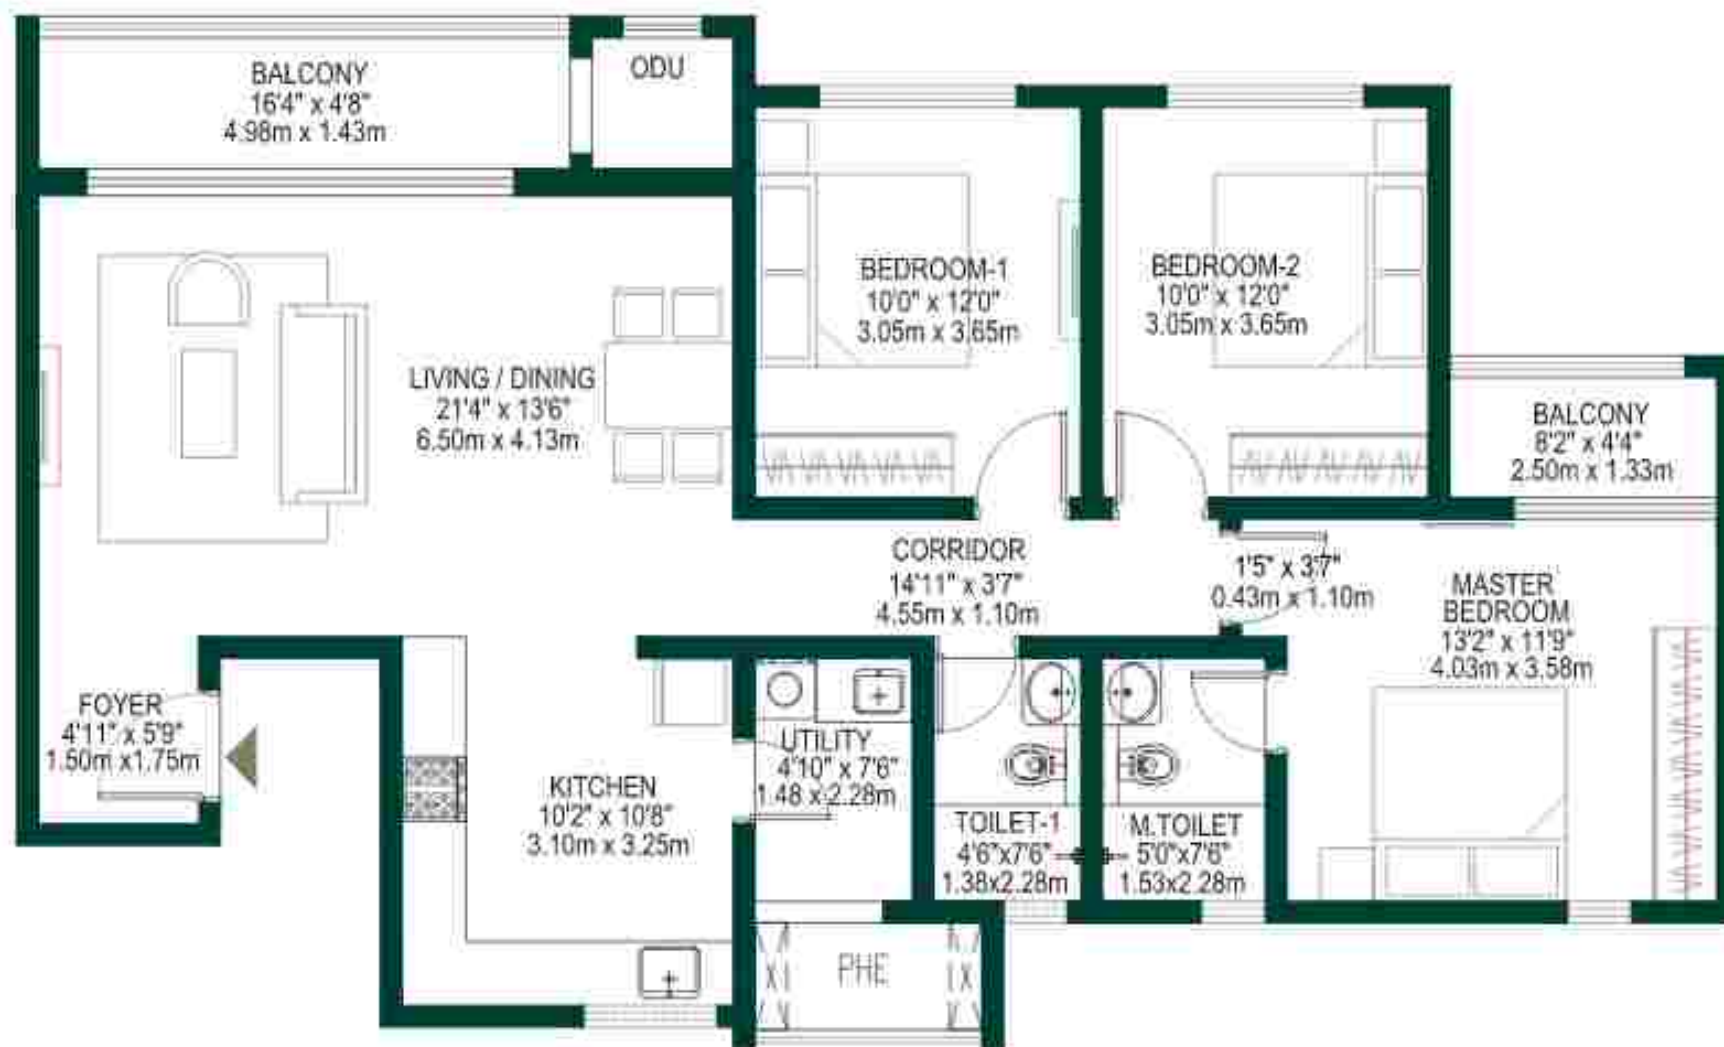 BALCONY
16'4" x 4'8"
4.98m x 1.43m
ODU
BEDROOM-1
10'0" x 12'0"
3.05m x 3.65m
BEDROOM-2
10'0" x 12'0"
3.05m x 3.65m
LIVING / DINING
21'4" x 13'6"
6.50m x 4.13m
BALCONY
8'2" x 4'4"
2.50m x 1.33m
CORRIDOR
14'11" x 3'7"
4.55m x 1.10m
1'5" x 3'7"
0.43m x 1.10m
MASTER
BEDROOM
13'2" x 11'9"
4.03m x 3.58m
FOYER
4'11" x 5'9"
1.50m x1.75m
KITCHEN
10'2" x 10'8"
3.10m x 3.25m
UTILITY
4'10" x 7'6"
1.48 x 2.28m
TOILET-1
4'6"x7'6"
1.38x2.28m
M.TOILET
5'0"x7'6"
1.53x2.28m
PHE